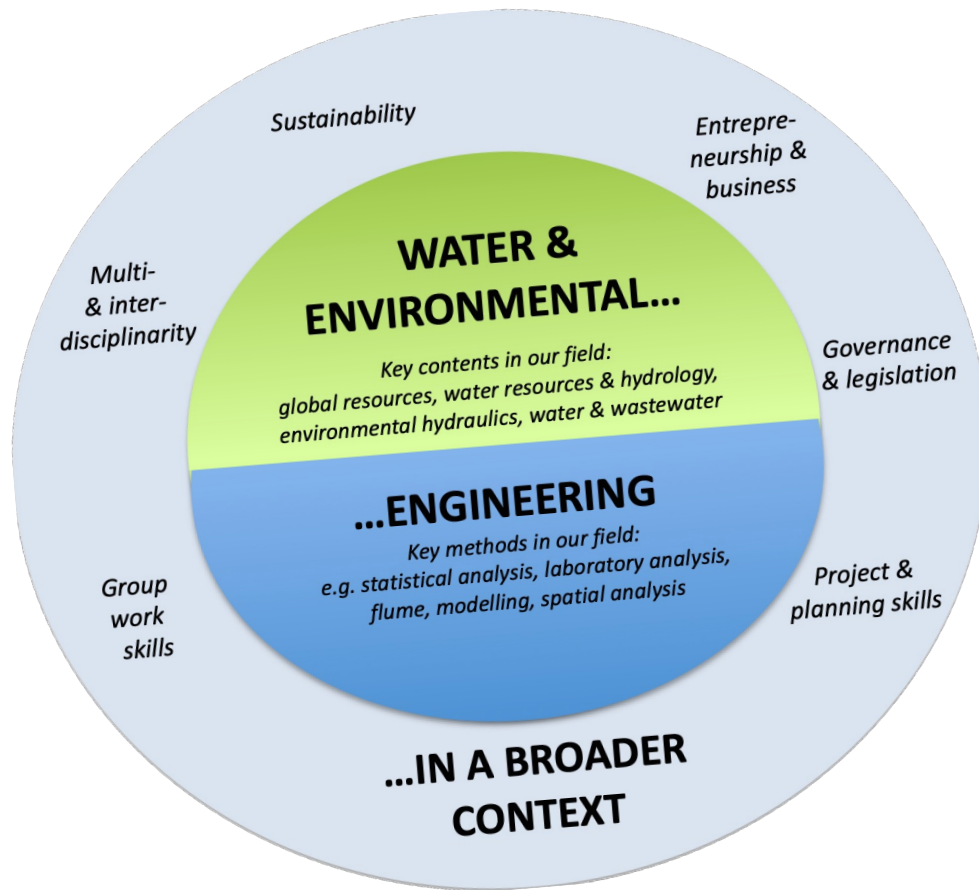 Sustainability
Entrepre-
neurship &
business
Multi-
& inter-
disciplinarity
WATER &
ENVIRONMENTAL...
Key contents in our field:
global resources, water resources & hydrology,
environmental hydraulics, water & wastewater
Governance
& legislation
...ENGINEERING
Key methods in our field:
e.g. statistical analysis, laboratory analysis,
flume, modelling, spatial analysis
Group
work
skills
Project &
planning skills
...IN A BROADER
CONTEXT